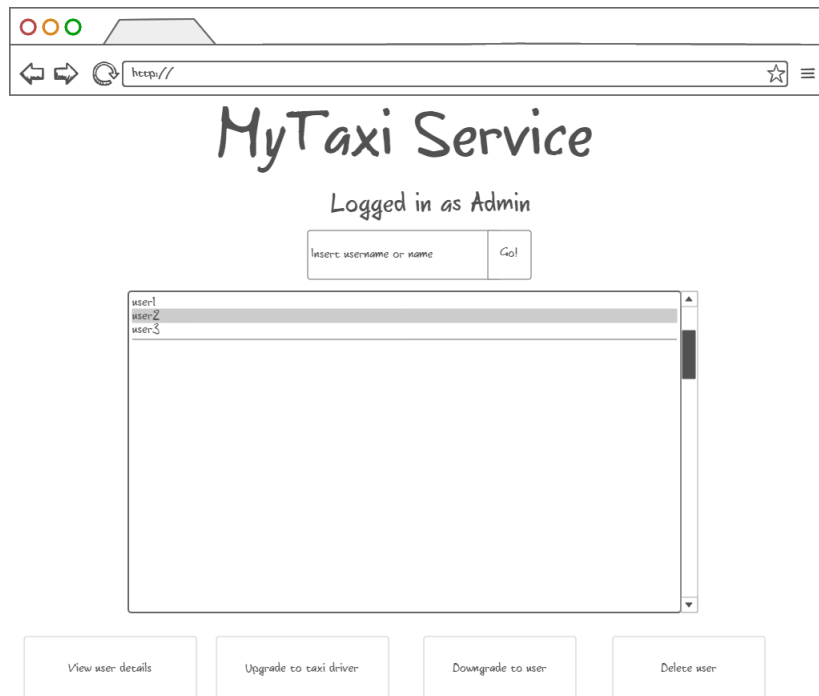 http://
MyTaxi Service
Logged in as Admin
Insert username or name
Go!
user1
user2
user3
View user details
Upgrade to taxi driver
Downgrade to user
Delete user